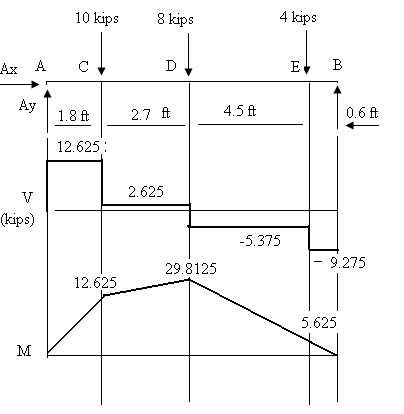 10 kips 8 kips 4 kips
Ax A C D E B
Ay
1.8 ft 2.7 ft 4.5 ft 0.6 ft
12.625
V 2.625
(kips)
-5.375
- 9.275
29.8125
12.625
5.625
M